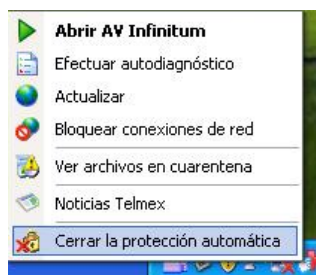 Abrir AV Infinitum
Efectuar autodiagnóstico
Actualizar
Bloquear conexiones de red
Ver archivos en cuarentena
Noticias Telmex
Cerrar la protección automática